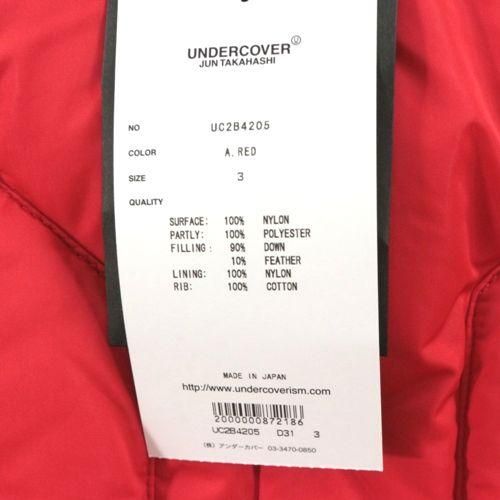 UNDERCOVER Ⓤ
JUN TAKAHASHI
NO UC2B4205
COLOR A.RED
SIZE 3
QUALITY
SURFACE: 100% NYLON
PARTLY: 100% POLYESTER
FILLING: 90% DOWN
10% FEATHER
LINING: 100% NYLON
RIB: 100% COTTON
MADE IN JAPAN
http://www.undercoverism.com
2000000872186
UC2B4205 D31 3
(株) アンダーカバー 03-3470-0850